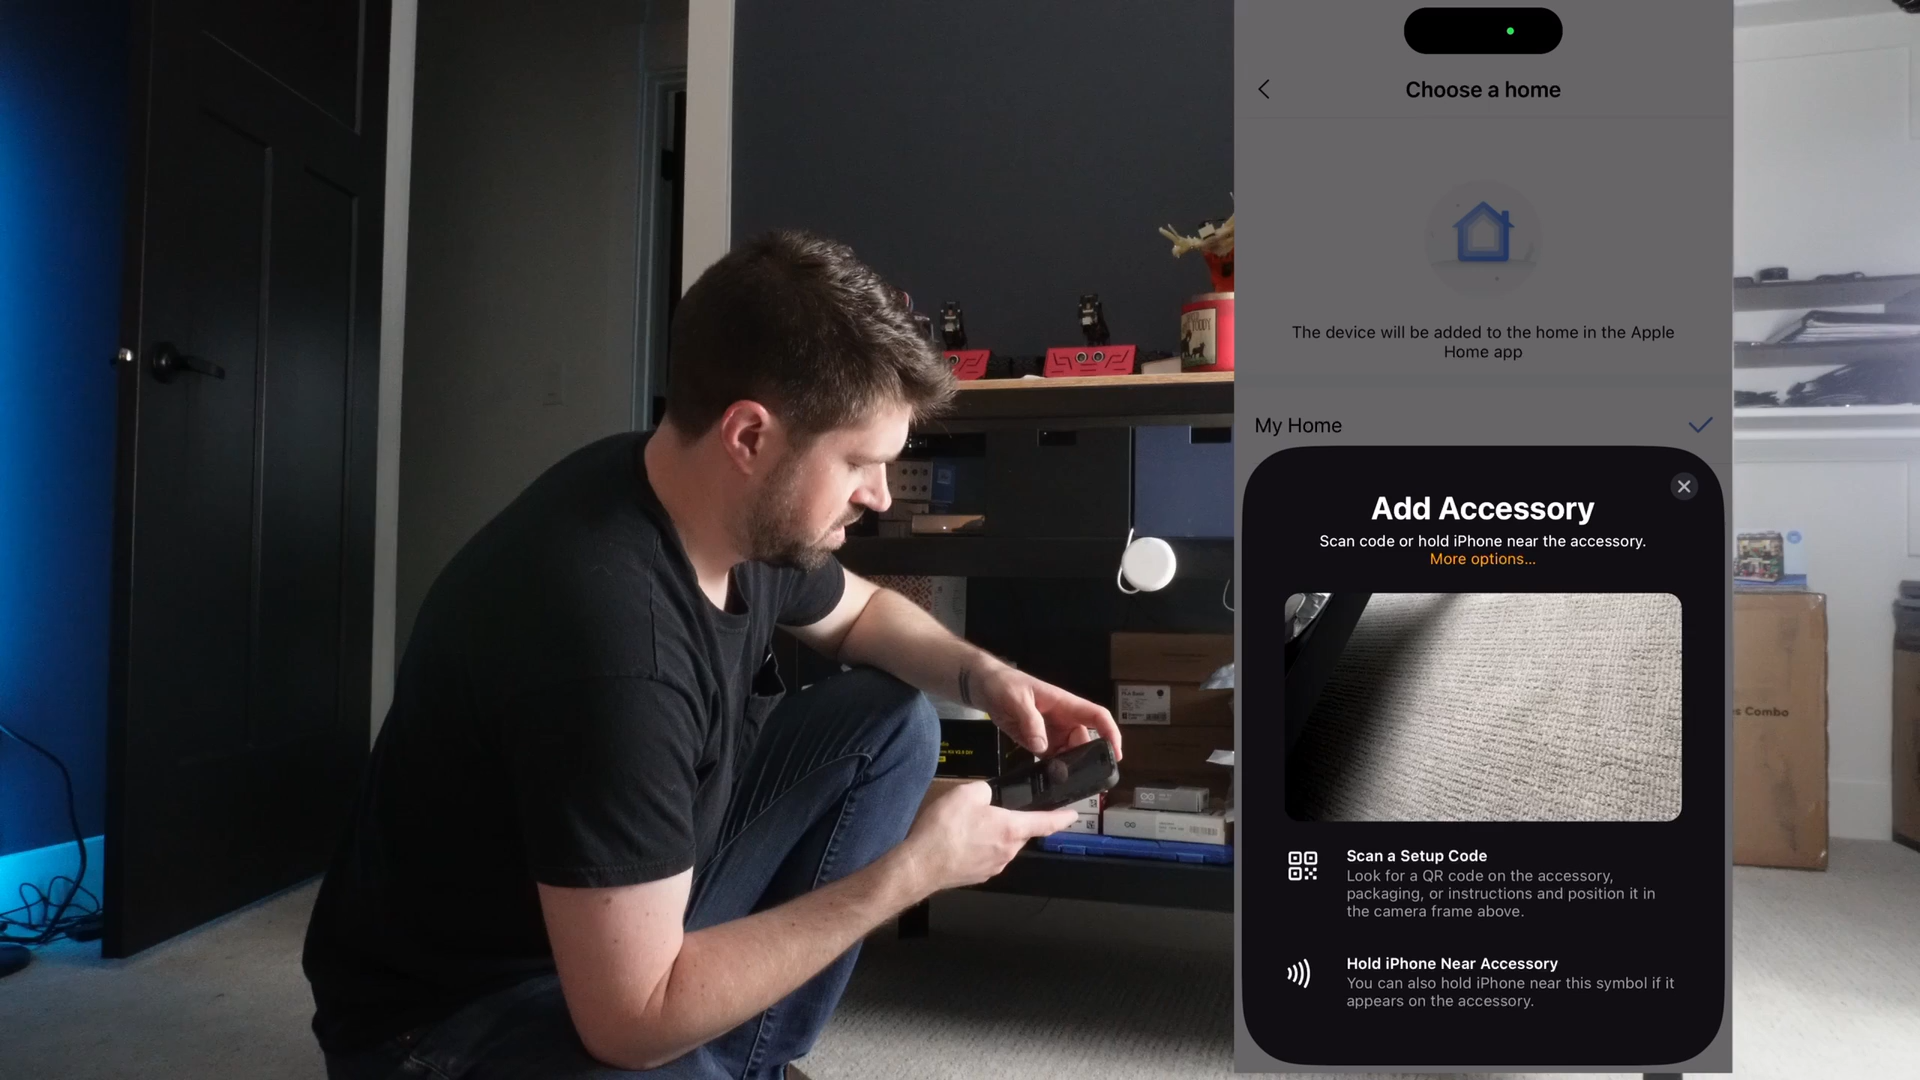 Choose a home
The device will be added to the home in the Apple
Home app
My Home
Add Accessory
Scan code or hold iPhone near the accessory.
More options...
Scan a Setup Code
Look for a QR code on the accessory,
packaging, or instructions and position it in
the camera frame above.
Hold iPhone Near Accessory
You can also hold iPhone near this symbol if it
appears on the accessory.
Combo